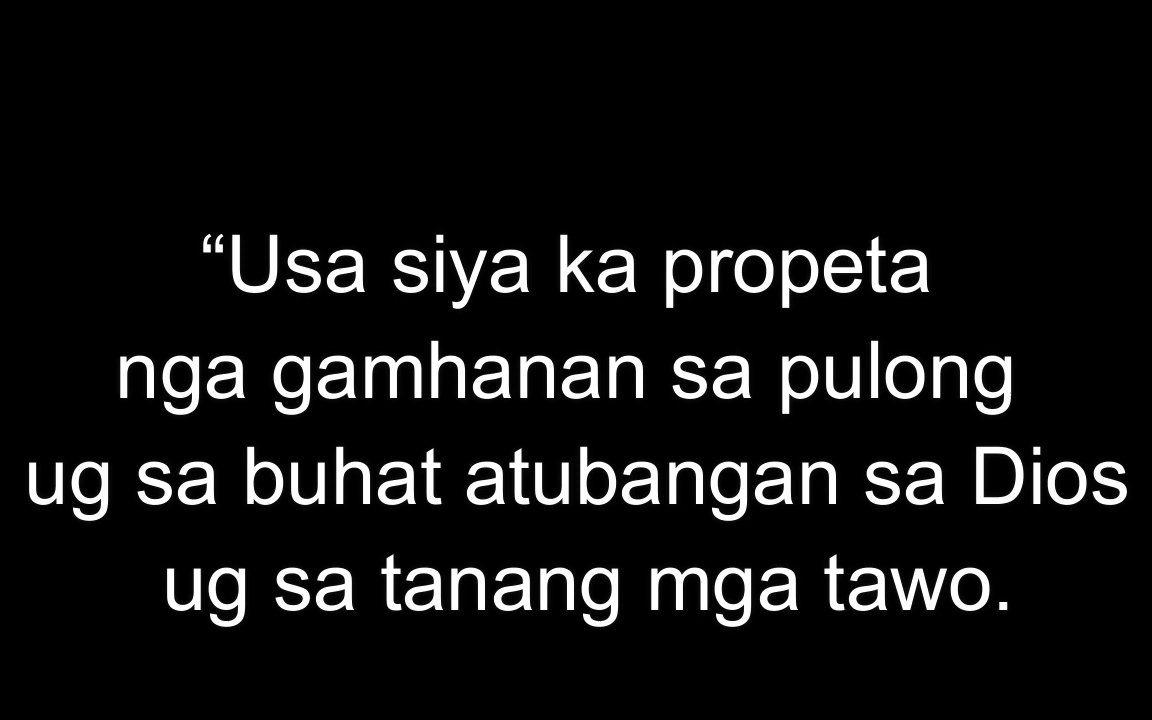 “Usa siya ka propeta
nga gamhanan sa pulong
ug sa buhat atubangan sa Dios
ug sa tanang mga tawo.